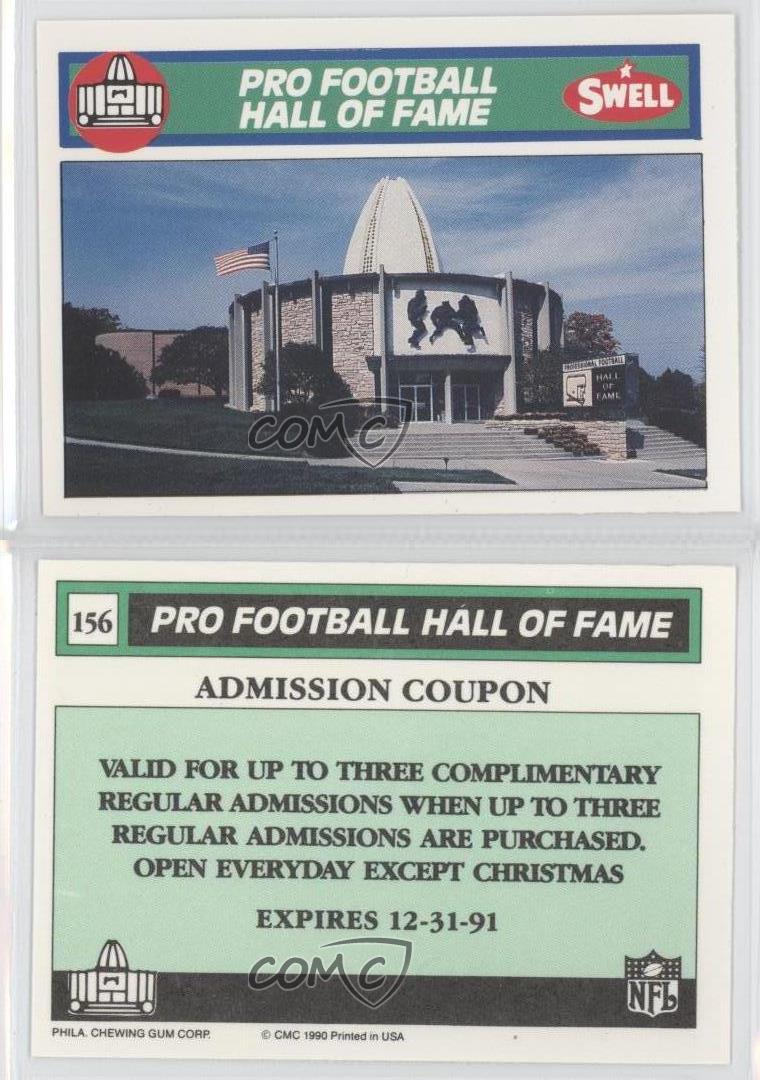 PRO FOOTBALL
HALL OF FAME
SWELL
PROFESSIONAL FOOTBALL
HALL
OF
FAME
COMC
156
PRO FOOTBALL HALL OF FAME
ADMISSION COUPON
VALID FOR UP TO THREE COMPLIMENTARY
REGULAR ADMISSIONS WHEN UP TO THREE
REGULAR ADMISSIONS ARE PURCHASED.
OPEN EVERYDAY EXCEPT CHRISTMAS
EXPIRES 12-31-91
COMC
NFL
PHILA. CHEWING GUM CORP. © CMC 1990 Printed in USA